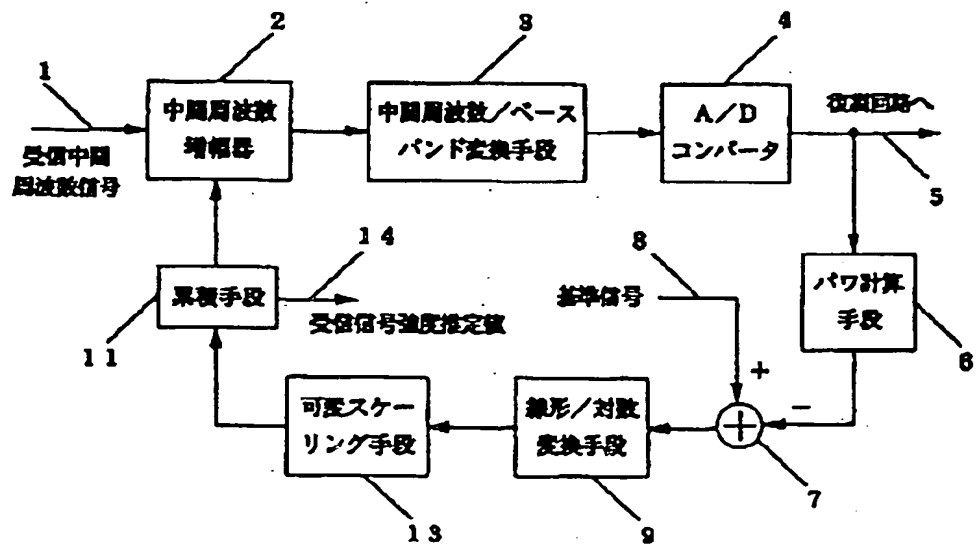 2
3
4
1
中間周波数
増幅器
中間周波数／ベース
バンド変換手段
A／D
コンバータ
復調回路へ
受信中間
周波数信号
5
14
8
累積手段
受信信号強度推定値
基準信号
パワ計算
手段
11
6
+
−
可変スケー
リング手段
線形／対数
変換手段
7
13
9